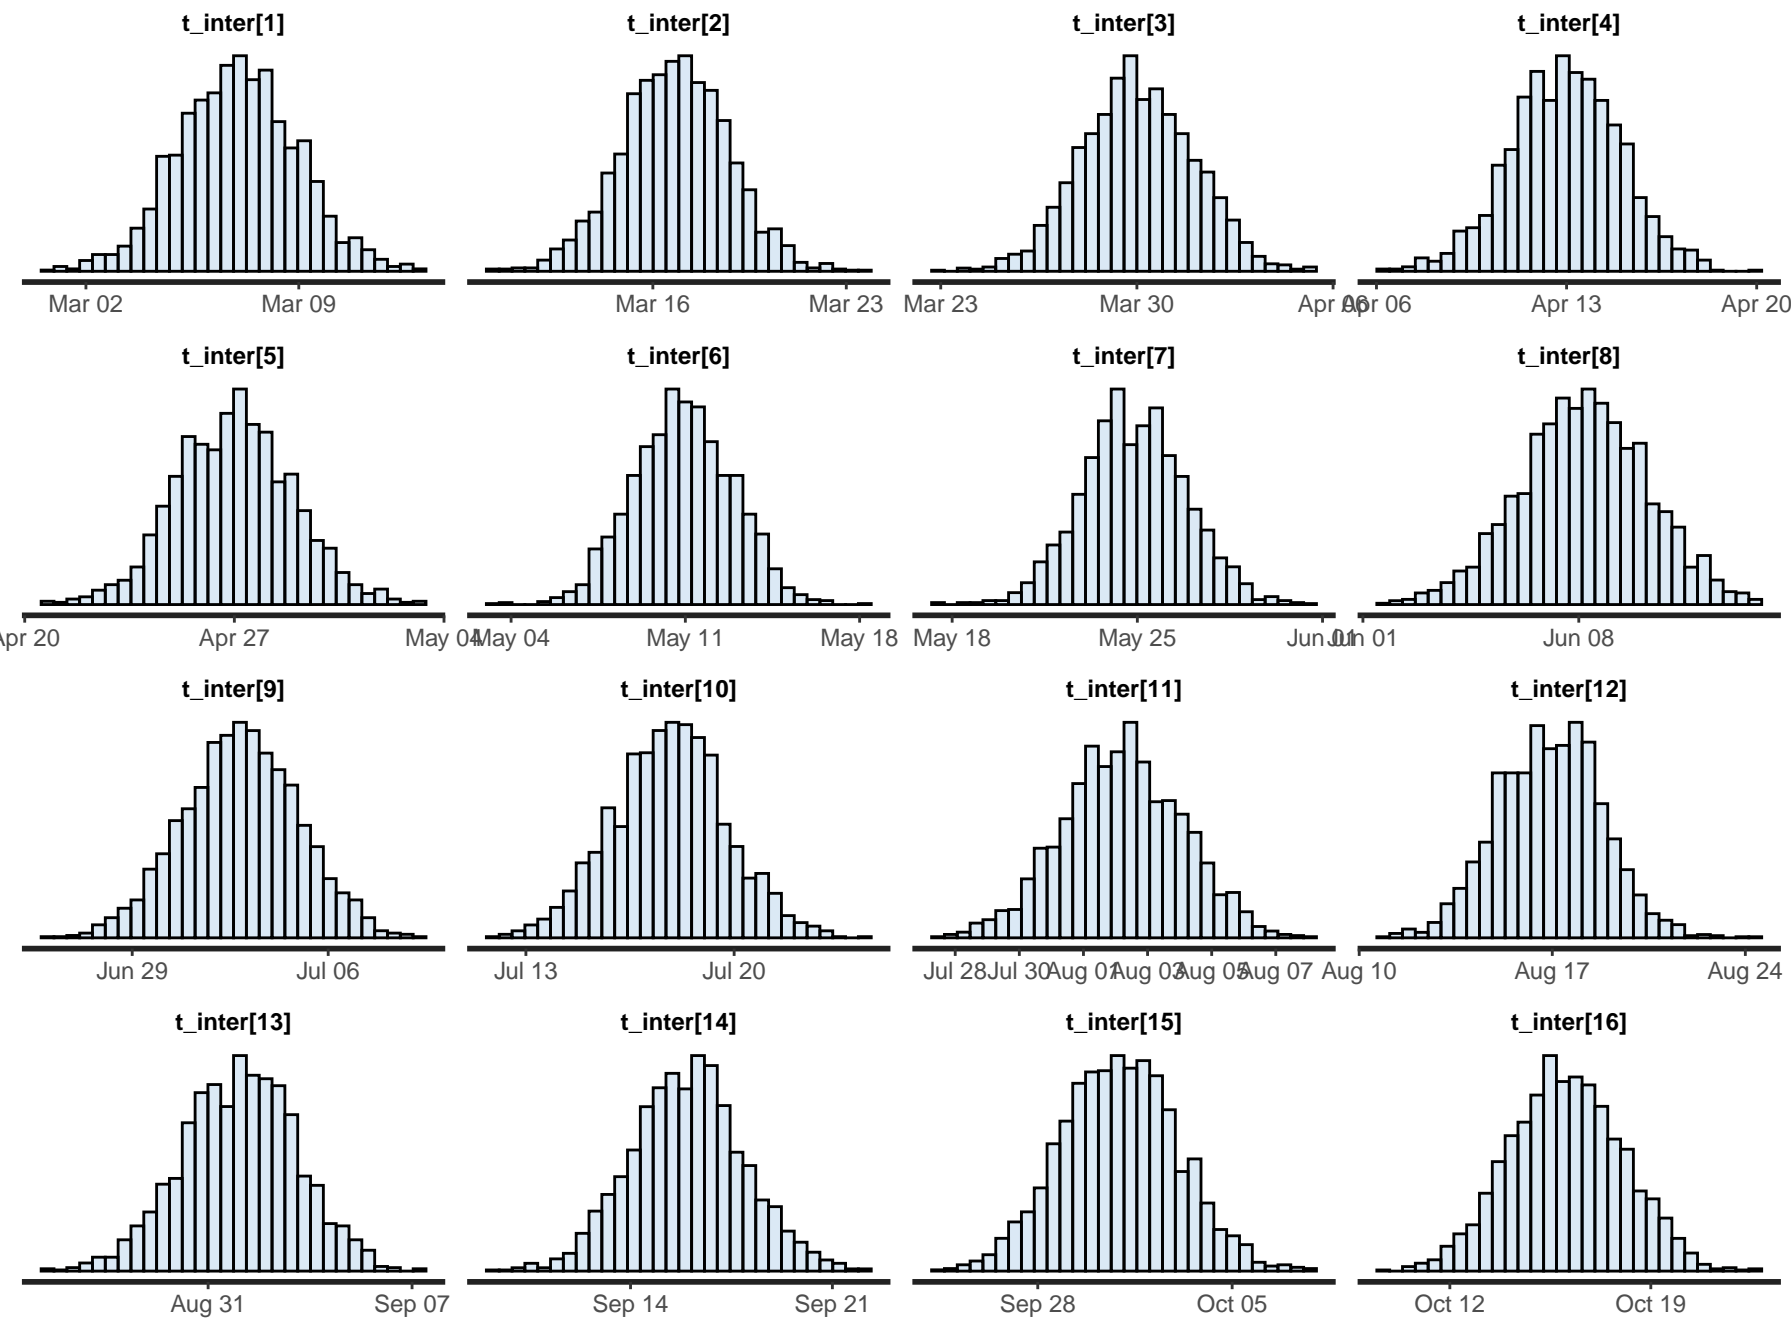 t_inter[1] t_inter[2] t_inter[3] t_inter[4]
Mar 02 Mar 09 Mar 16 Mar 23 Mar 23 Mar 30 Apr 06 Apr 06 Apr 13 Apr 20
t_inter[5] t_inter[6] t_inter[7] t_inter[8]
Apr 20 Apr 27 May 04 May 04 May 11 May 18 May 18 May 25 Jun 01 Jun 01 Jun 08
t_inter[9] t_inter[10] t_inter[11] t_inter[12]
Jun 29 Jul 06 Jul 13 Jul 20 Jul 28 Jul 30 Aug 01 Aug 03 Aug 05 Aug 07 Aug 10 Aug 17 Aug 24
t_inter[13] t_inter[14] t_inter[15] t_inter[16]
Aug 31 Sep 07 Sep 14 Sep 21 Sep 28 Oct 05 Oct 12 Oct 19